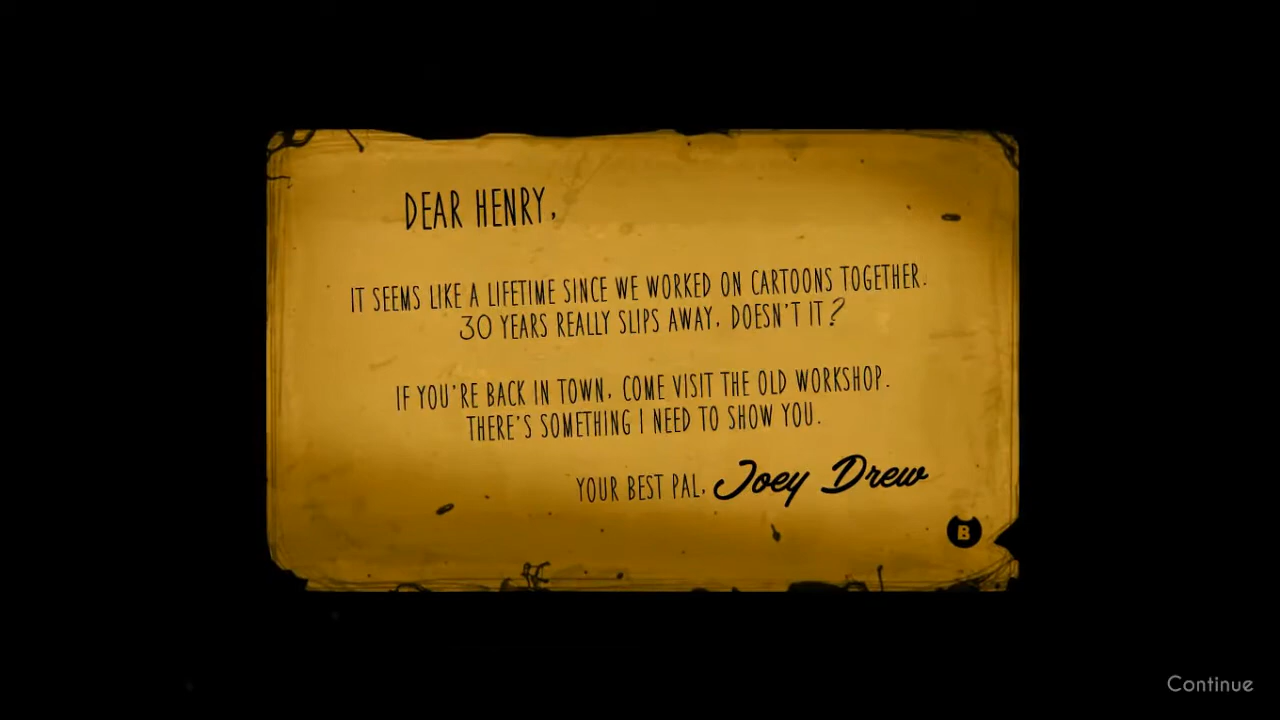 DEAR HENRY,
IT SEEMS LIKE A LIFETIME SINCE WE WORKED ON CARTOONS TOGETHER.
30 YEARS REALLY SLIPS AWAY, DOESN'T IT?
IF YOU'RE BACK IN TOWN, COME VISIT THE OLD WORKSHOP.
THERE'S SOMETHING I NEED TO SHOW YOU.
YOUR BEST PAL, Joey Drew
B
Continue